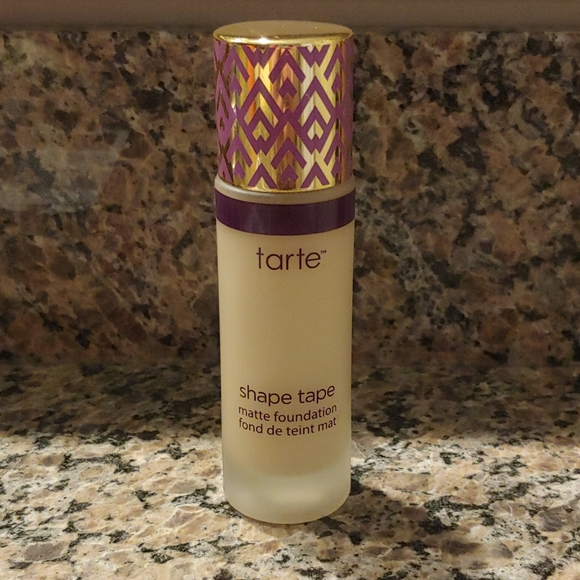 tarte™
shape tape
matte foundation
fond de teint mat